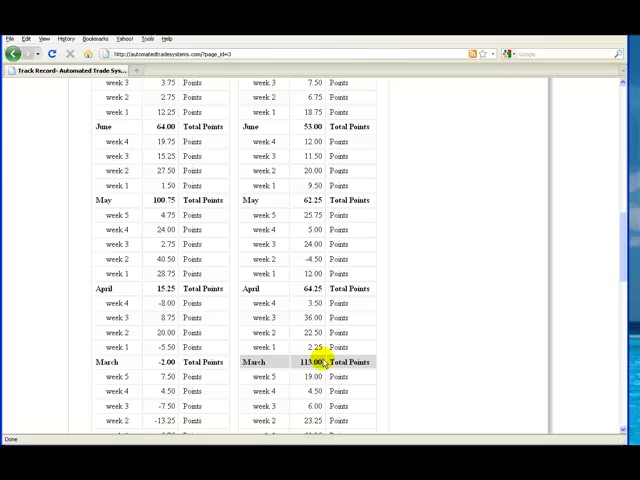 File Edit View History Bookmarks Yahoo! Tools Help
http://automatedtradesystems.com/?page_id=3
Google
Track Record- Automated Trade Sys...
week 3 3.75 Points week 3 7.50 Points
week 2 2.75 Points week 2 6.75 Points
week 1 12.25 Points week 1 18.75 Points
June 64.00 Total Points June 53.00 Total Points
week 4 19.75 Points week 4 12.00 Points
week 3 15.25 Points week 3 11.50 Points
week 2 27.50 Points week 2 20.00 Points
week 1 1.50 Points week 1 9.50 Points
May 100.75 Total Points May 62.25 Total Points
week 5 4.75 Points week 5 25.75 Points
week 4 24.00 Points week 4 5.00 Points
week 3 2.75 Points week 3 24.00 Points
week 2 40.50 Points week 2 -4.50 Points
week 1 28.75 Points week 1 12.00 Points
April 15.25 Total Points April 64.25 Total Points
week 4 -8.00 Points week 4 3.50 Points
week 3 8.75 Points week 3 36.00 Points
week 2 20.00 Points week 2 22.50 Points
week 1 -5.50 Points week 1 2.25 Points
March -2.00 Total Points March 113.00 Total Points
week 5 7.50 Points week 5 19.00 Points
week 4 4.50 Points week 4 4.50 Points
week 3 -7.50 Points week 3 6.00 Points
week 2 -13.25 Points week 2 23.25 Points
Done